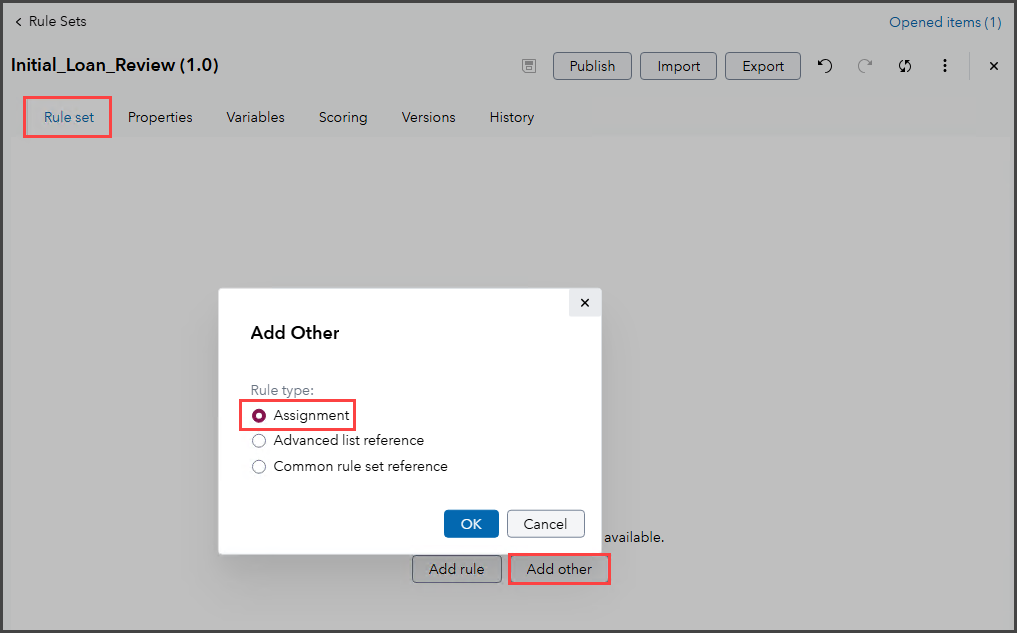 Rule Sets
Opened items (1)
Initial_Loan_Review (1.0)
Publish
Import
Export
Rule set
Properties
Variables
Scoring
Versions
History
Add Other
Rule type:
Assignment
Advanced list reference
Common rule set reference
OK
Cancel
available.
Add rule
Add other